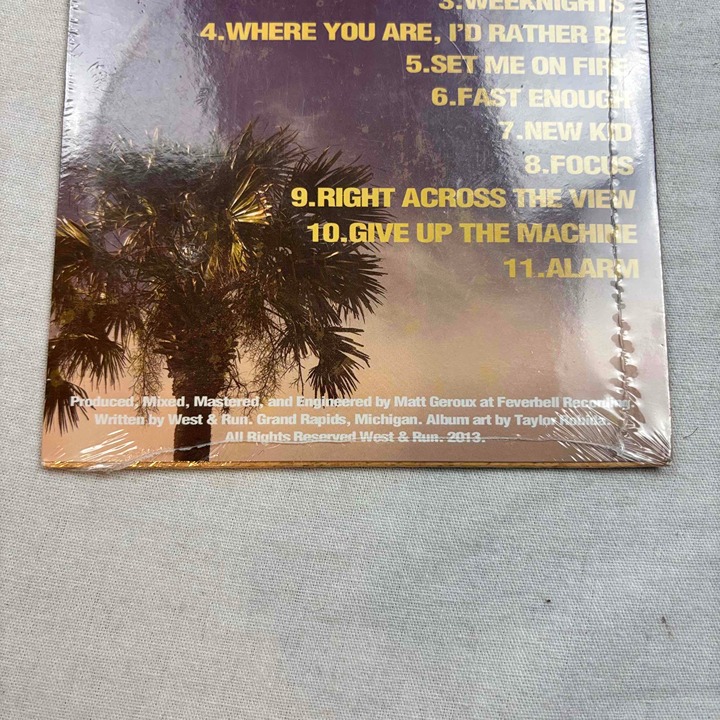 3.WEEKNIGHTS
4.WHERE YOU ARE, I'D RATHER BE
5.SET ME ON FIRE
6.FAST ENOUGH
7.NEW KID
8.FOCUS
9.RIGHT ACROSS THE VIEW
10.GIVE UP THE MACHINE
11.ALARM
Produced, Mixed, Mastered, and Engineered by Matt Geroux at Feverbell Recording.
Written by West & Run. Grand Rapids, Michigan. Album art by Taylor
All Rights Reserved West & Run. 2013.